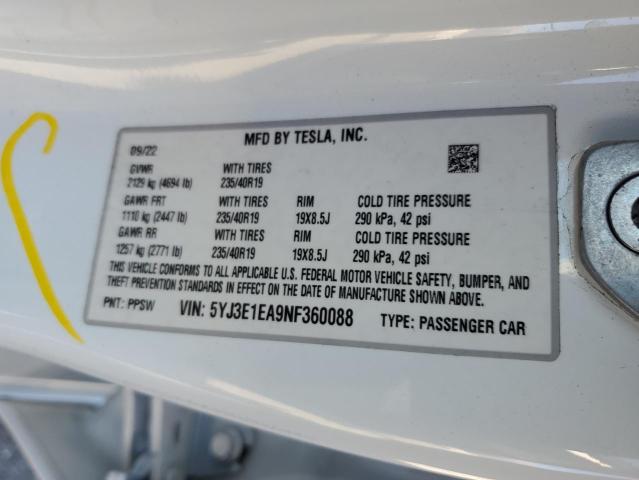 MFD BY TESLA, INC.
09/22
GVWR WITH TIRES
2129 kg (4694 lb) 235/40R19
GAWR FRT WITH TIRES RIM COLD TIRE PRESSURE
1110 kg (2447 lb) 235/40R19 19X8.5J 290 kPa, 42 psi
GAWR RR WITH TIRES RIM COLD TIRE PRESSURE
1257 kg (2771 lb) 235/40R19 19X8.5J 290 kPa, 42 psi
THIS VEHICLE CONFORMS TO ALL APPLICABLE U.S. FEDERAL MOTOR VEHICLE SAFETY, BUMPER, AND
THEFT PREVENTION STANDARDS IN EFFECT ON THE DATE OF MANUFACTURE SHOWN ABOVE.
PNT: PPSW VIN: 5YJ3E1EA9NF360088 TYPE: PASSENGER CAR